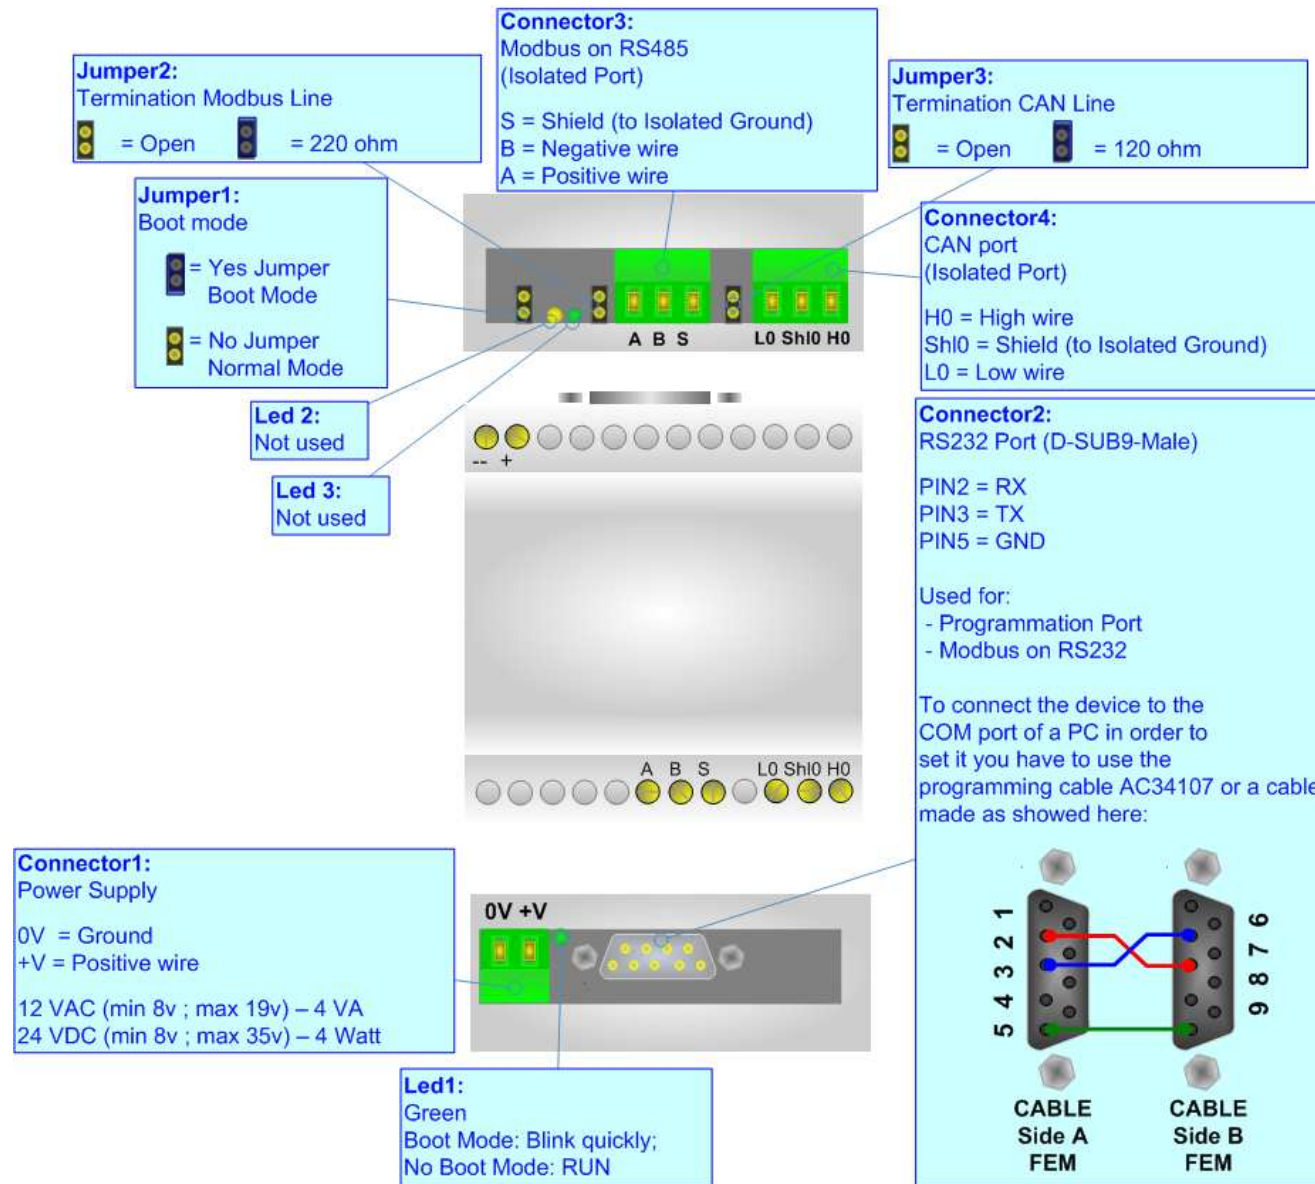 Connector3:
Modbus on RS485
(Isolated Port)
S = Shield (to Isolated Ground)
B = Negative wire
A = Positive wire
Jumper2:
Termination Modbus Line
= Open = 220 ohm
Jumper3:
Termination CAN Line
= Open = 120 ohm
Jumper1:
Boot mode
= Yes Jumper
Boot Mode
= No Jumper
Normal Mode
A B S L0 Shl0 H0
Connector4:
CAN port
(Isolated Port)
H0 = High wire
Shl0 = Shield (to Isolated Ground)
L0 = Low wire
Led 2:
Not used
Led 3:
Not used
-- +
A B S L0 Shl0 H0
Connector2:
RS232 Port (D-SUB9-Male)
PIN2 = RX
PIN3 = TX
PIN5 = GND
Used for:
- Programmation Port
- Modbus on RS232
To connect the device to the
COM port of a PC in order to
set it you have to use the
programming cable AC34107 or a cable
made as showed here:
1
2
3
4
5
6
7
8
9
CABLE
Side A
FEM
CABLE
Side B
FEM
Connector1:
Power Supply
0V = Ground
+V = Positive wire
12 VAC (min 8v ; max 19v) – 4 VA
24 VDC (min 8v ; max 35v) – 4 Watt
0V +V
Led1:
Green
Boot Mode: Blink quickly;
No Boot Mode: RUN